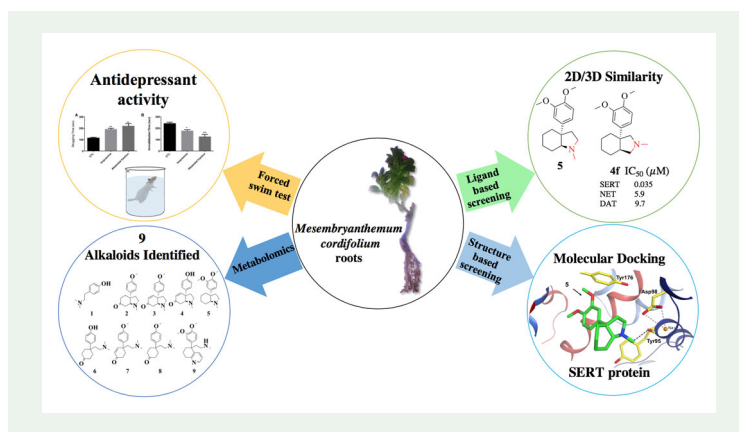 Antidepressant
activity
A
B
Forced
swim test
Metabolomics
9
Alkaloids Identified
OH
1
2
3
4
5
6
7
8
9
Mesembryanthemum
cordifolium
roots
Ligand
based
screening
Structure
based
screening
2D/3D Similarity
5
4f IC50 (μM)
SERT 0.035
NET 5.9
DAT 9.7
Molecular Docking
Tyr176
Asp98
5
Tyr95
SERT protein